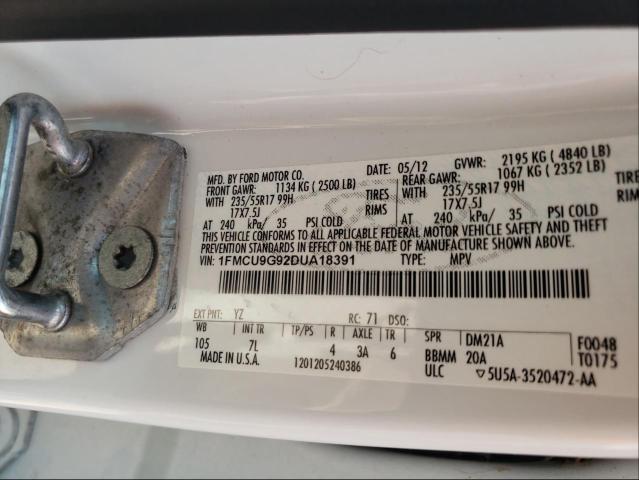 MFD. BY FORD MOTOR CO.
DATE: 05/12 GVWR: 2195 KG ( 4840 LB)
FRONT GAWR: 1134 KG ( 2500 LB) REAR GAWR: 1067 KG ( 2352 LB)
WITH 235/55R17 99H TIRES WITH 235/55R17 99H TIRES
17X7.5J RIMS 17X7.5J RIMS
AT 240 kPa/ 35 PSI COLD AT 240 kPa/ 35 PSI COLD
THIS VEHICLE CONFORMS TO ALL APPLICABLE FEDERAL MOTOR VEHICLE SAFETY AND THEFT
PREVENTION STANDARDS IN EFFECT ON THE DATE OF MANUFACTURE SHOWN ABOVE.
VIN: 1FMCU9G92DUA18391 TYPE: MPV
EXT PNT: YZ RC: 71 DSO:
WB INT TR TP/PS R AXLE TR SPR DM21A F0048
105 7L 4 3A 6 BBMM 20A T0175
MADE IN U.S.A. 1201205240386 ULC ▽5U5A-3520472-AA